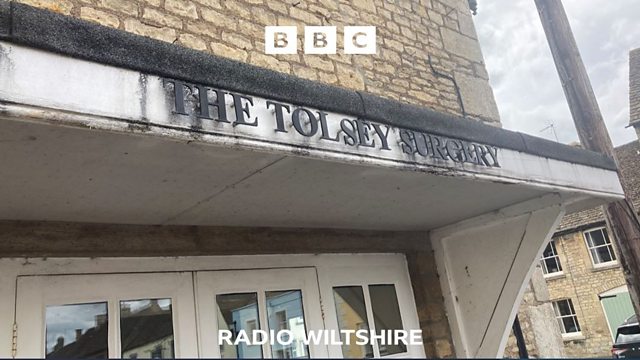 BBC
THE TOLSEY SURGERY
RADIO WILTSHIRE